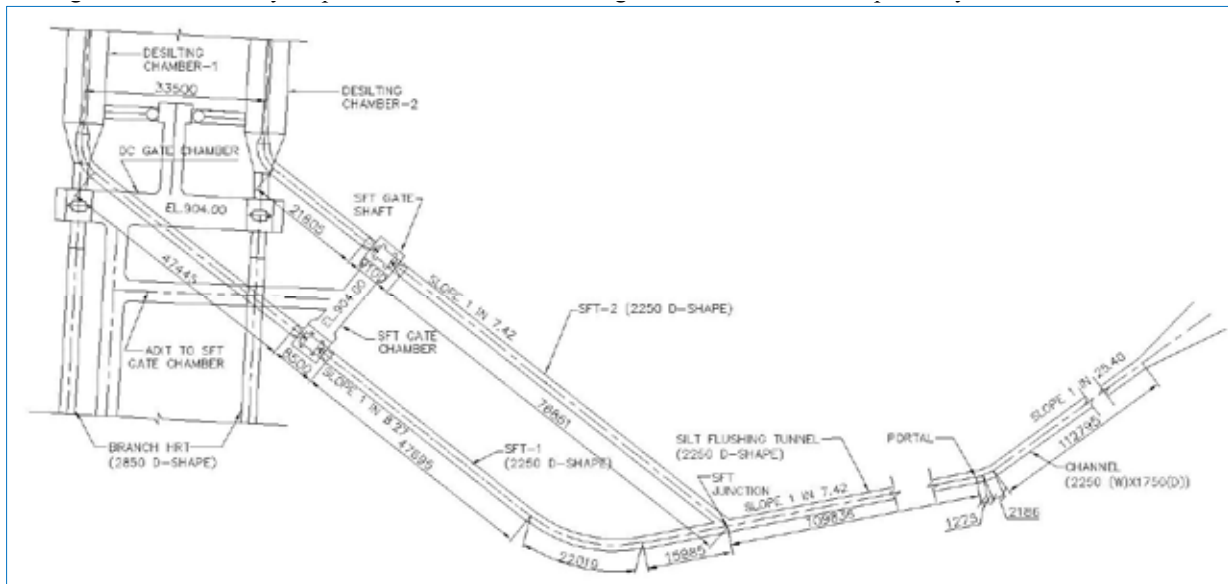 DESILTING
CHAMBER-1
33500
DESILTING
CHAMBER-2
DC GATE CHAMBER
EL.904.00
SFT GATE
SHAFT
21805
47445
SLOPE 1 IN 7.42
904.00
SFT-2 (2250 D-SHAPE)
ADIT TO SFT
GATE CHAMBER
SFT GATE
CHAMBER
8500
SLOPE 1 IN 8.27
47695
BRANCH HRT
(2850 D-SHAPE)
SFT-1
(2250 D-SHAPE)
SILT FLUSHING TUNNEL
(2250 D-SHAPE)
SFT
JUNCTION
SLOPE 1 IN 7.42
109836
PORTAL
SLOPE 1 IN 25.40
112795
CHANNEL
(2250 (W)X1750(D))
1225
2186
22019
15985